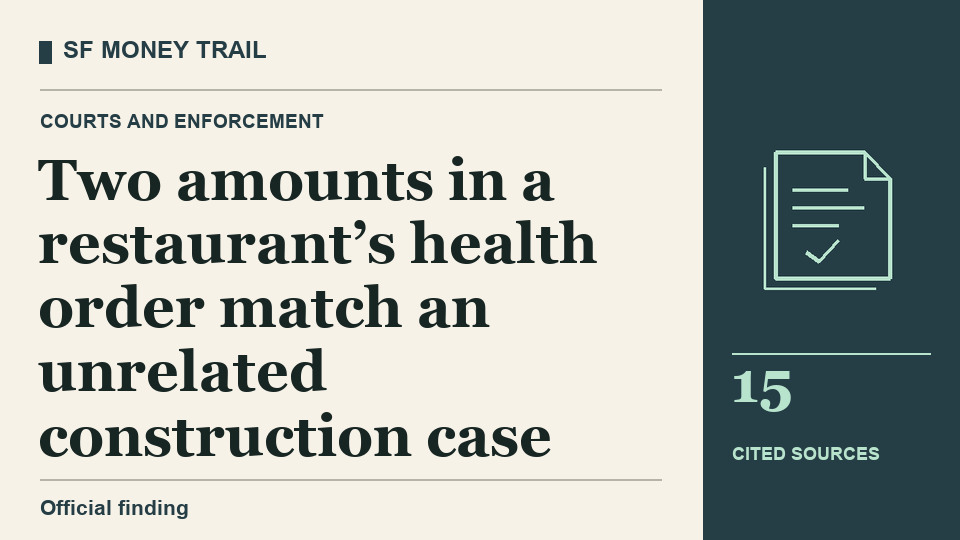 SF MONEY TRAIL
COURTS AND ENFORCEMENT
Two amounts in a
restaurant’s health
order match an
unrelated
construction case
Official finding
15
CITED SOURCES